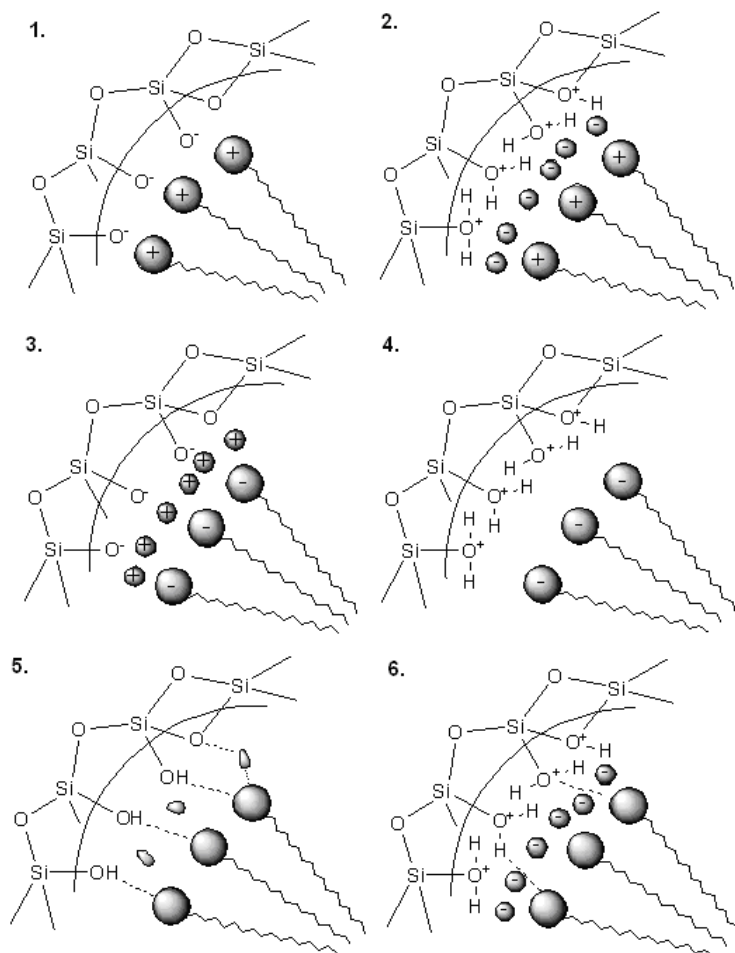 1.
O Si
O Si O
O-
Si +
O-
O +
Si O-
+
2.
O Si
O Si O+ H
H O+ H -
Si H -
O+ H - +
O
H H - +
Si O+ -
H - +
3.
O Si
O Si O
O- +
Si + + -
O O- + -
Si O- +
+ -
4.
O Si
O Si O+ H
H O+ H
Si -
O+ H
O H H -
Si O+
H -
5.
O Si
O Si O
OH
Si
OH
O
Si OH
6.
O Si
O Si O+ H
H O+ H -
Si H -
O+ -
O H H -
Si O+ -
H -